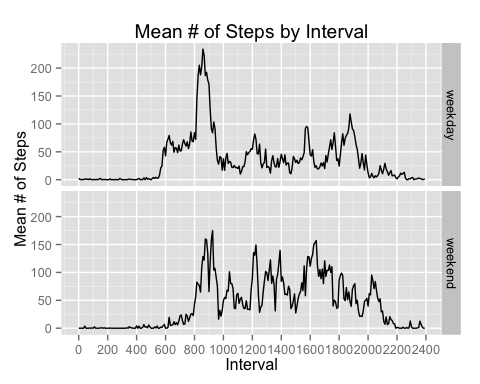 Mean # of Steps by Interval
Mean # of Steps
200
150
100
50
0
weekday
200
150
100
50
0
weekend
0 200 400 600 800 1000 1200 1400 1600 1800 2000 2200 2400
Interval